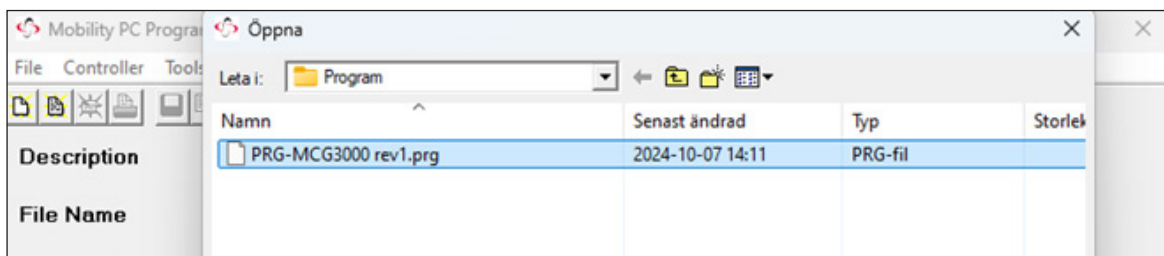 Mobility PC Progra
Öppna
File Controller Tools
Leta i: Program
Namn Senast ändrad Typ Storlek
PRG-MCG3000 rev1.prg 2024-10-07 14:11 PRG-fil
Description
File Name